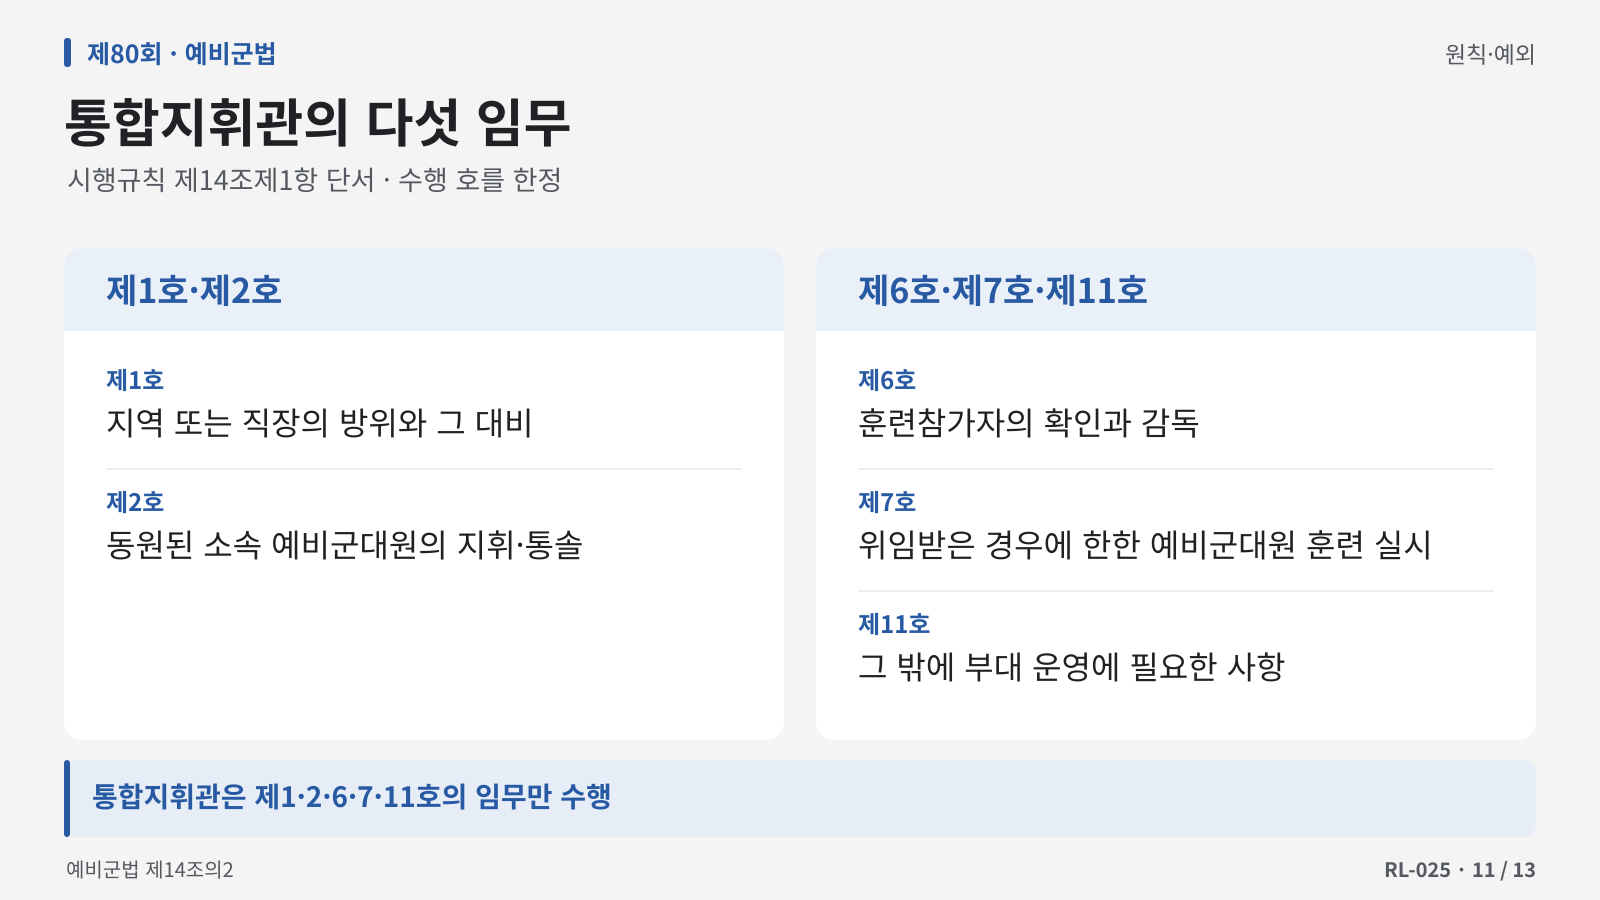 제80회 · 예비군법
원칙·예외
통합지휘관의 다섯 임무
시행규칙 제14조제1항 단서 · 수행 호를 한정
제1호·제2호
제1호
지역 또는 직장의 방위와 그 대비
제2호
동원된 소속 예비군대원의 지휘·통솔
제6호·제7호·제11호
제6호
훈련참가자의 확인과 감독
제7호
위임받은 경우에 한한 예비군대원 훈련 실시
제11호
그 밖에 부대 운영에 필요한 사항
통합지휘관은 제1·2·6·7·11호의 임무만 수행
예비군법 제14조의2
RL-025 · 11 / 13